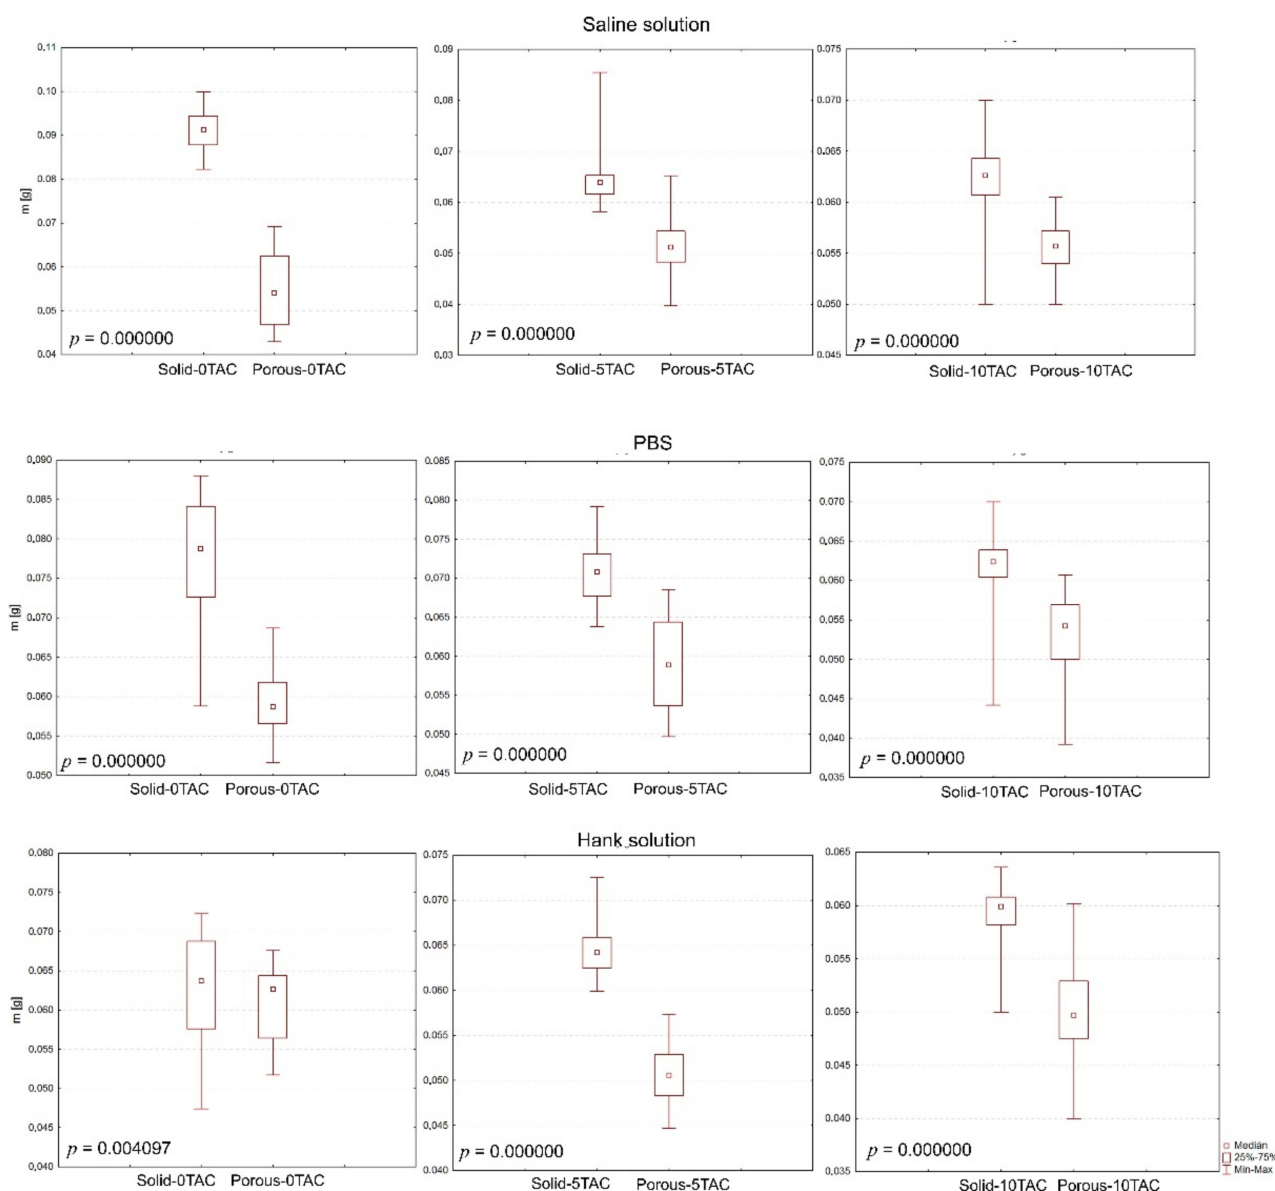 Saline solution
0.11
0.10
0.09
0.08
0.07
0.06
0.05
0.04
m [g]
p = 0.000000
Solid-0TAC Porous-0TAC
0.09
0.08
0.07
0.06
0.05
0.04
0.03
p = 0.000000
Solid-5TAC Porous-5TAC
0.075
0.070
0.065
0.060
0.055
0.050
0.045
p = 0.000000
Solid-10TAC Porous-10TAC
PBS
0.090
0.085
0.080
0.075
0.070
0.065
0.060
0.055
0.050
m [g]
p = 0.000000
Solid-0TAC Porous-0TAC
0.085
0.080
0.075
0.070
0.065
0.060
0.055
0.050
0.045
p = 0.000000
Solid-5TAC Porous-5TAC
0.075
0.070
0.065
0.060
0.055
0.050
0.045
0.040
0.035
p = 0.000000
Solid-10TAC Porous-10TAC
Hank solution
0.080
0.075
0.070
0.065
0.060
0.055
0.050
0.045
0.040
m [g]
p = 0.004097
Solid-0TAC Porous-0TAC
0.075
0.070
0.065
0.060
0.055
0.050
0.045
0.040
p = 0.000000
Solid-5TAC Porous-5TAC
0.065
0.060
0.055
0.050
0.045
0.040
0.035
p = 0.000000
Solid-10TAC Porous-10TAC
Medián
25%-75%
Min-Max